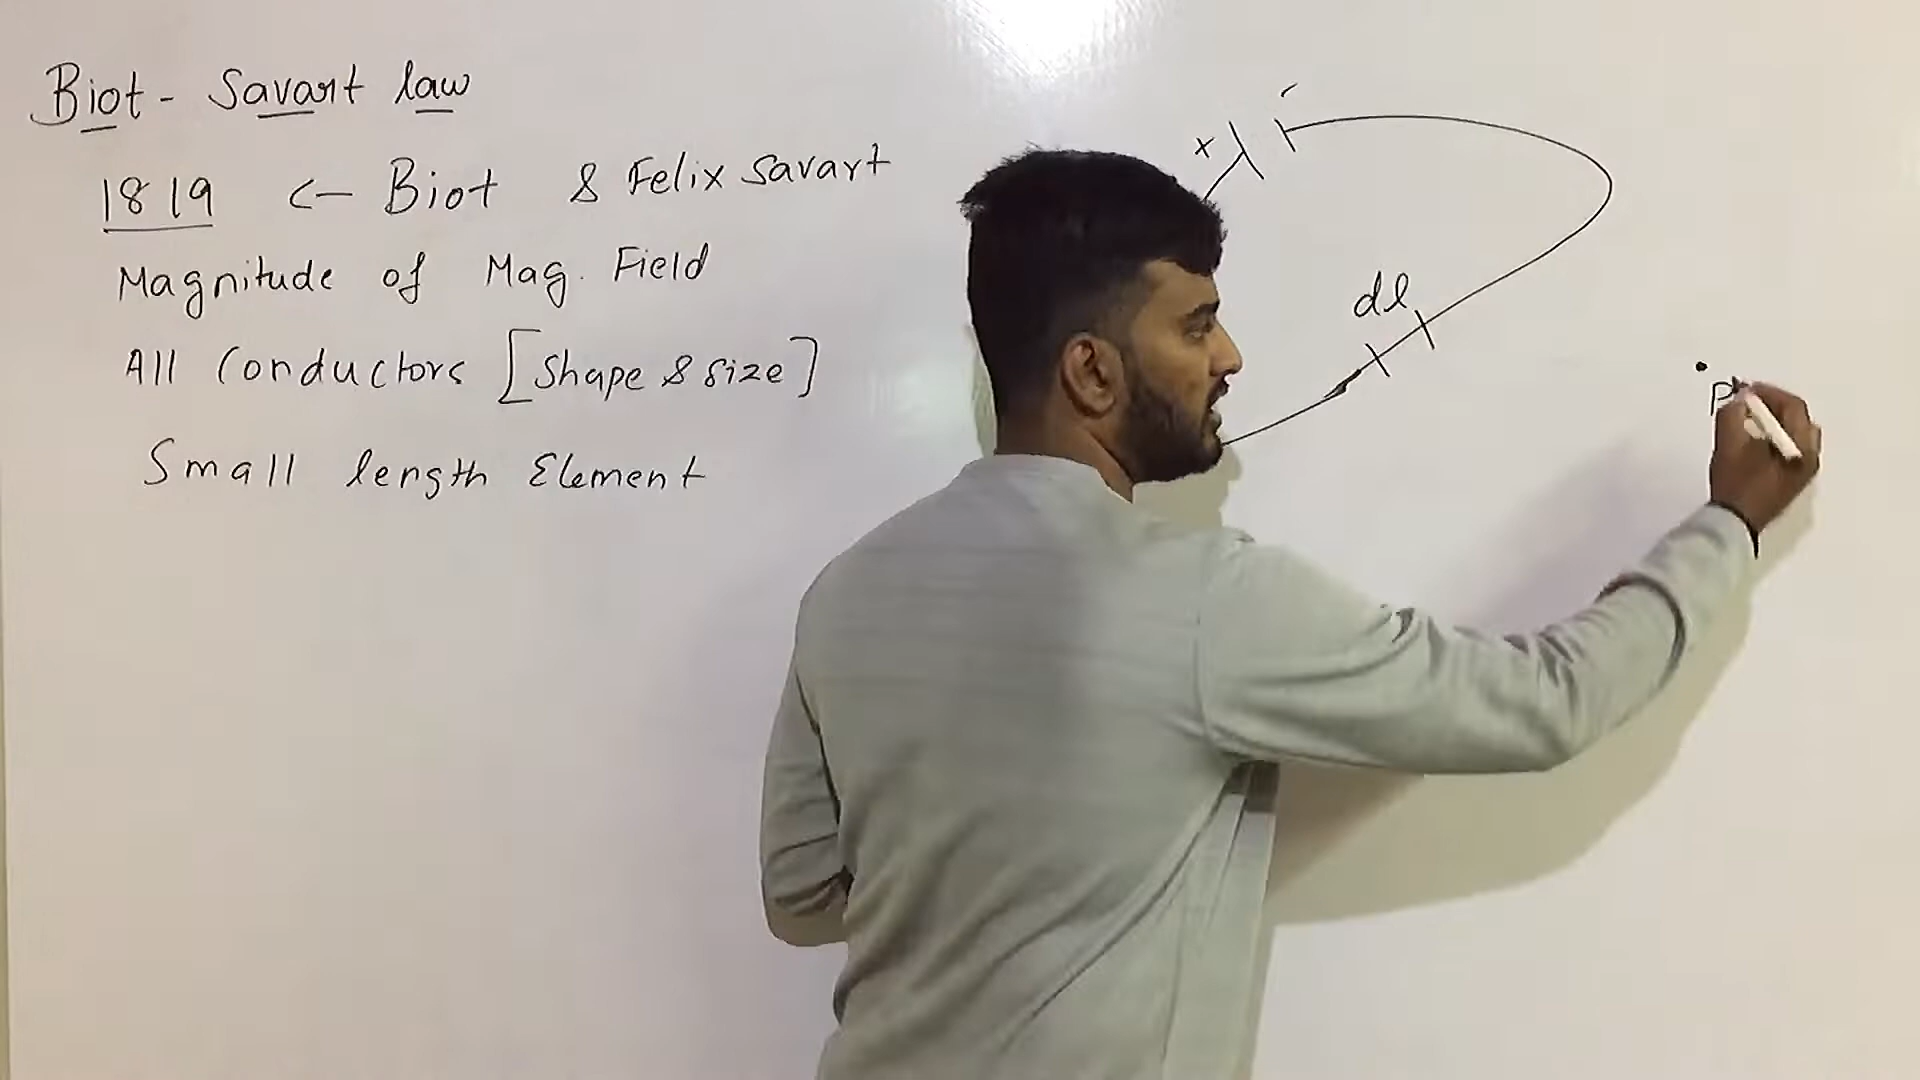 Biot - Savart law
1819 <- Biot & Felix Savart
Magnitude of Mag. Field
All Conductors [Shape & size]
Small length Element
+ -
dl
P